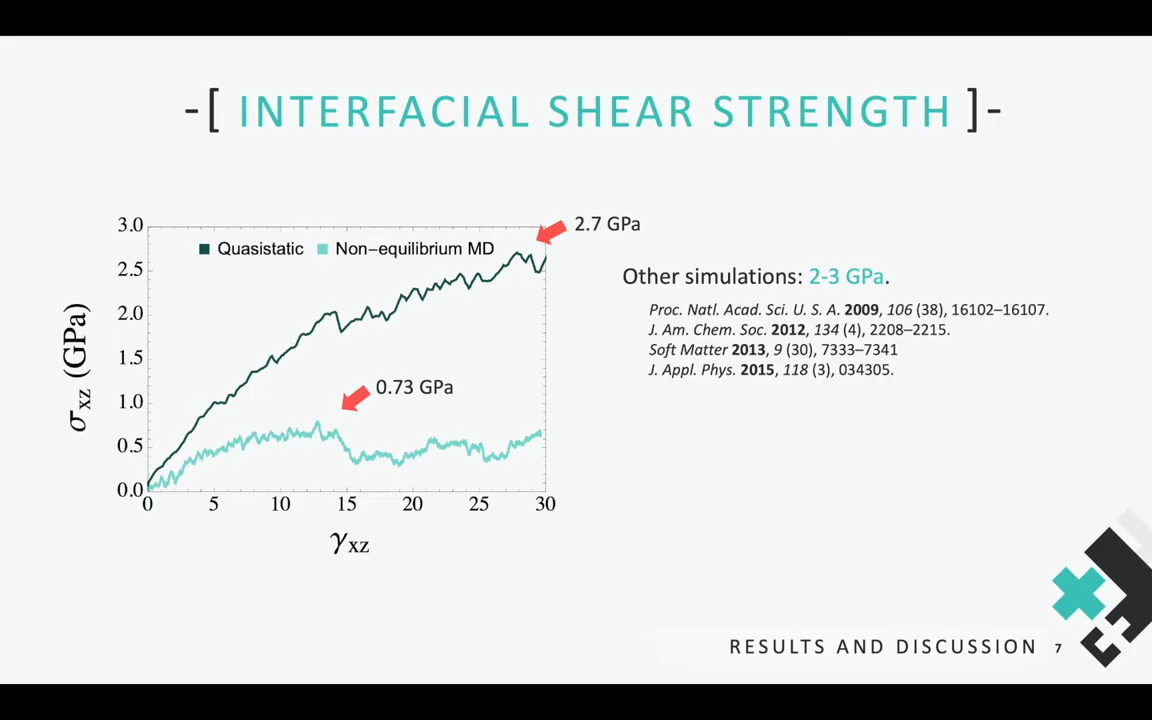 -[ INTERFACIAL SHEAR STRENGTH ]-
3.0
2.5
2.0
1.5
1.0
0.5
0.0
σxz (GPa)
Quasistatic Non−equilibrium MD
2.7 GPa
0.73 GPa
0 5 10 15 20 25 30
γxz
Other simulations: 2-3 GPa.
Proc. Natl. Acad. Sci. U. S. A. 2009, 106 (38), 16102–16107.
J. Am. Chem. Soc. 2012, 134 (4), 2208–2215.
Soft Matter 2013, 9 (30), 7333–7341
J. Appl. Phys. 2015, 118 (3), 034305.
RESULTS AND DISCUSSION 7